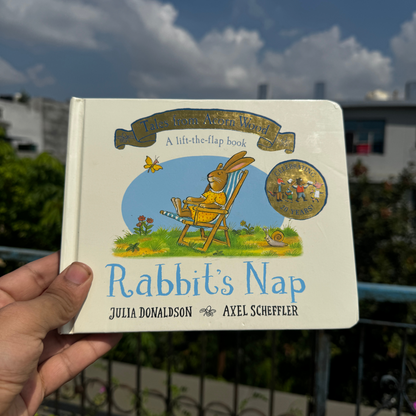 Tales from Acorn Wood
A lift-the-flap book
Rabbit's Nap
JULIA DONALDSON
AXEL SCHEFFLER